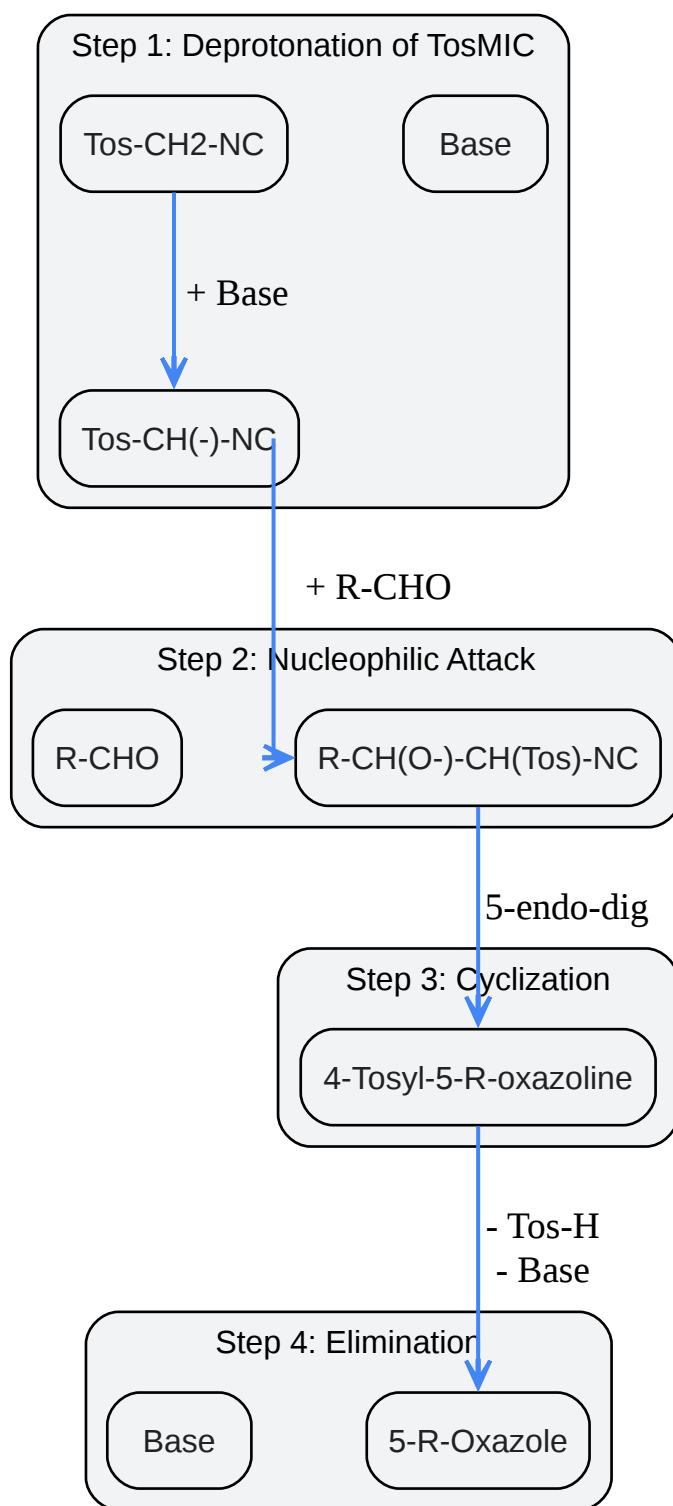 Step 1: Deprotonation of TosMIC
Tos-CH2-NC
Base
+ Base
Tos-CH(-)-NC
+ R-CHO
Step 2: Nucleophilic Attack
R-CHO
R-CH(O-)-CH(Tos)-NC
5-endo-dig
Step 3: Cyclization
4-Tosyl-5-R-oxazoline
- Tos-H
- Base
Step 4: Elimination
Base
5-R-Oxazole